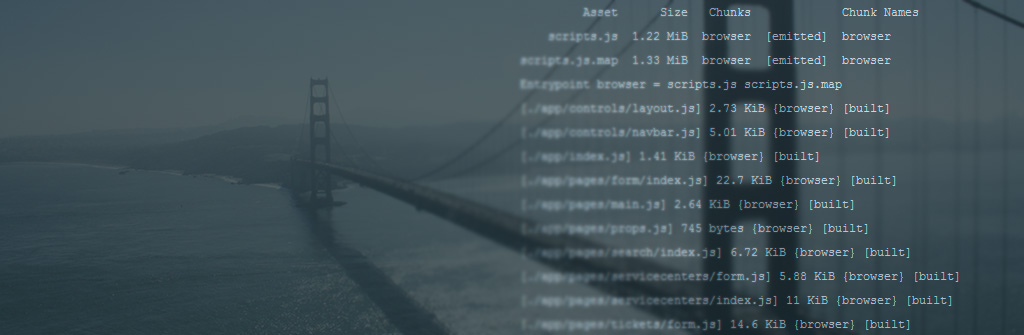 Asset Size Chunks Chunk Names
scripts.js 1.22 MiB browser [emitted] browser
scripts.js.map 1.33 MiB browser [emitted] browser
Entrypoint browser = scripts.js scripts.js.map
[./app/controls/layout.js] 2.73 KiB {browser} [built]
[./app/controls/navbar.js] 5.01 KiB {browser} [built]
[./app/index.js] 1.41 KiB {browser} [built]
[./app/pages/form/index.js] 22.7 KiB {browser} [built]
[./app/pages/main.js] 2.64 KiB {browser} [built]
[./app/pages/props.js] 745 bytes {browser} [built]
[./app/pages/search/index.js] 6.72 KiB {browser} [built]
[./app/pages/servicecenters/form.js] 5.88 KiB {browser} [built]
[./app/pages/servicecenters/index.js] 11 KiB {browser} [built]
[./app/pages/tickets/form.js] 14.6 KiB {browser} [built]